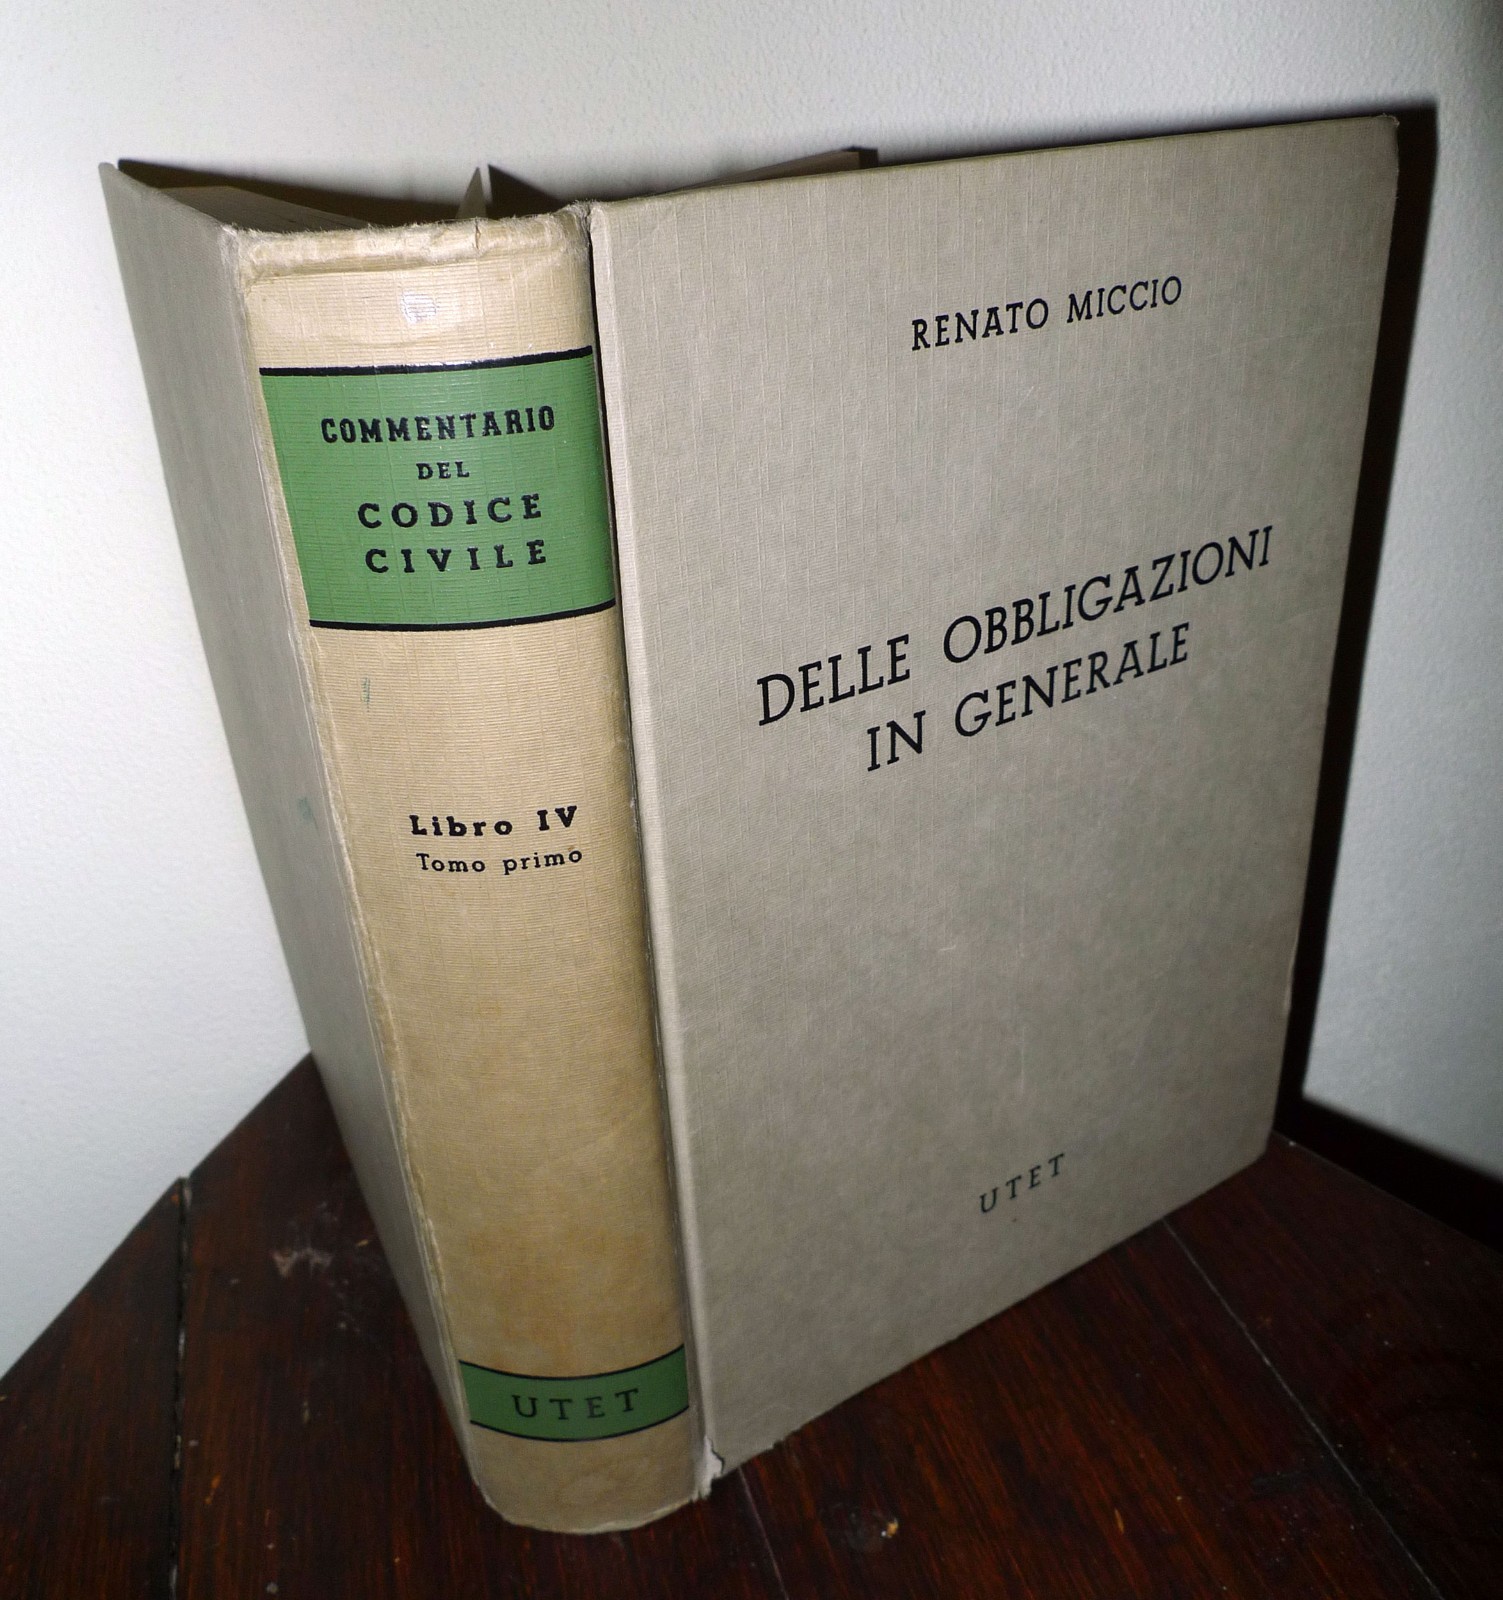 COMMENTARIO
DEL
CODICE
CIVILE
Libro IV
Tomo primo
UTET
RENATO MICCIO
DELLE OBBLIGAZIONI
IN GENERALE
UTET